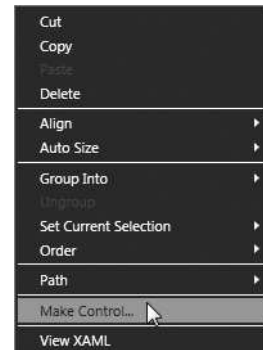 Cut
Copy
Paste
Delete
Align
Auto Size
Group Into
Ungroup
Set Current Selection
Order
Path
Make Control...
View XAML